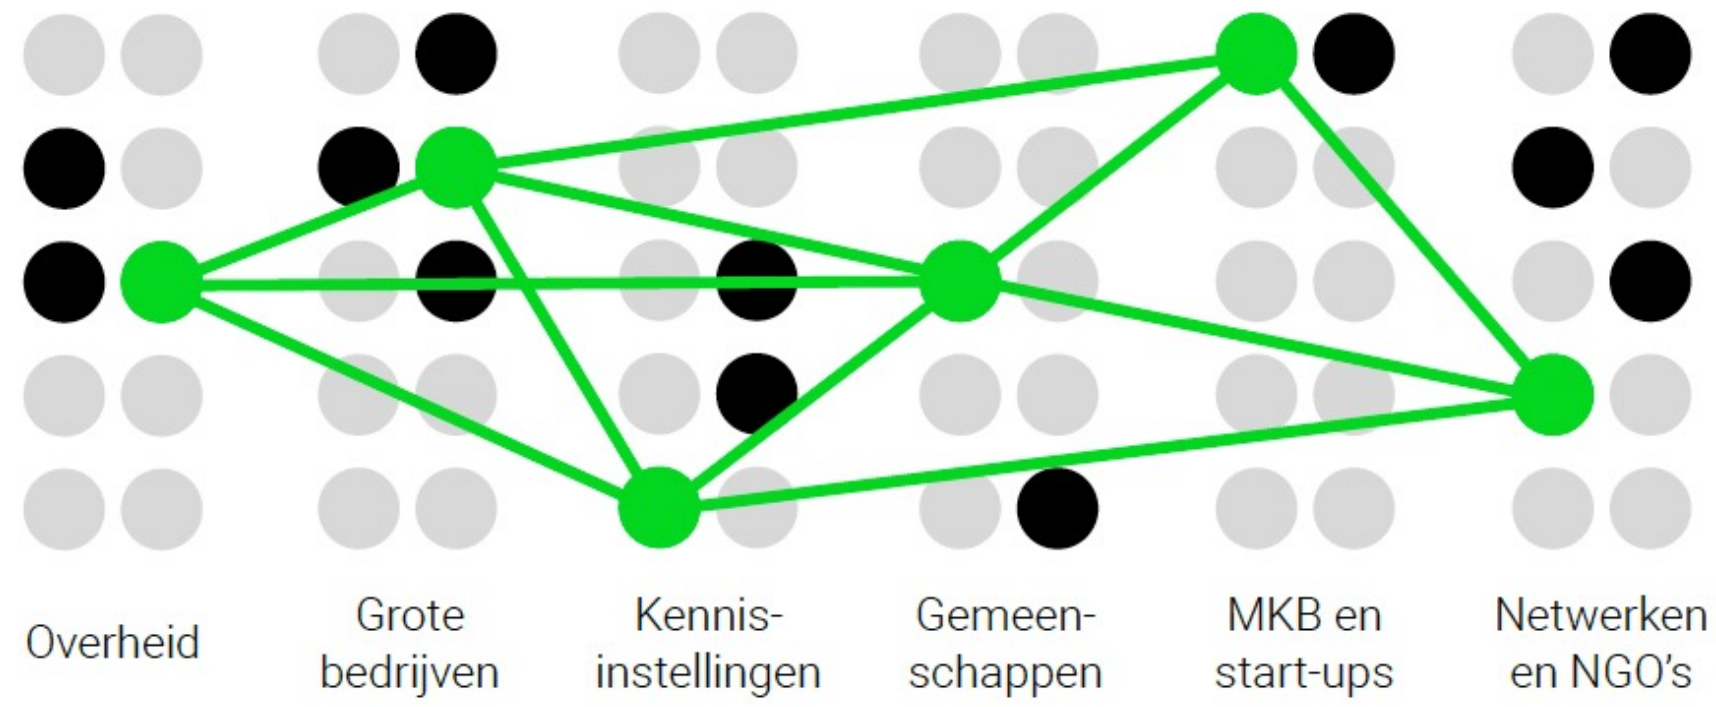 Overheid
Grote
bedrijven
Kennis-
instellingen
Gemeen-
schappen
MKB en
start-ups
Netwerken
en NGO’s